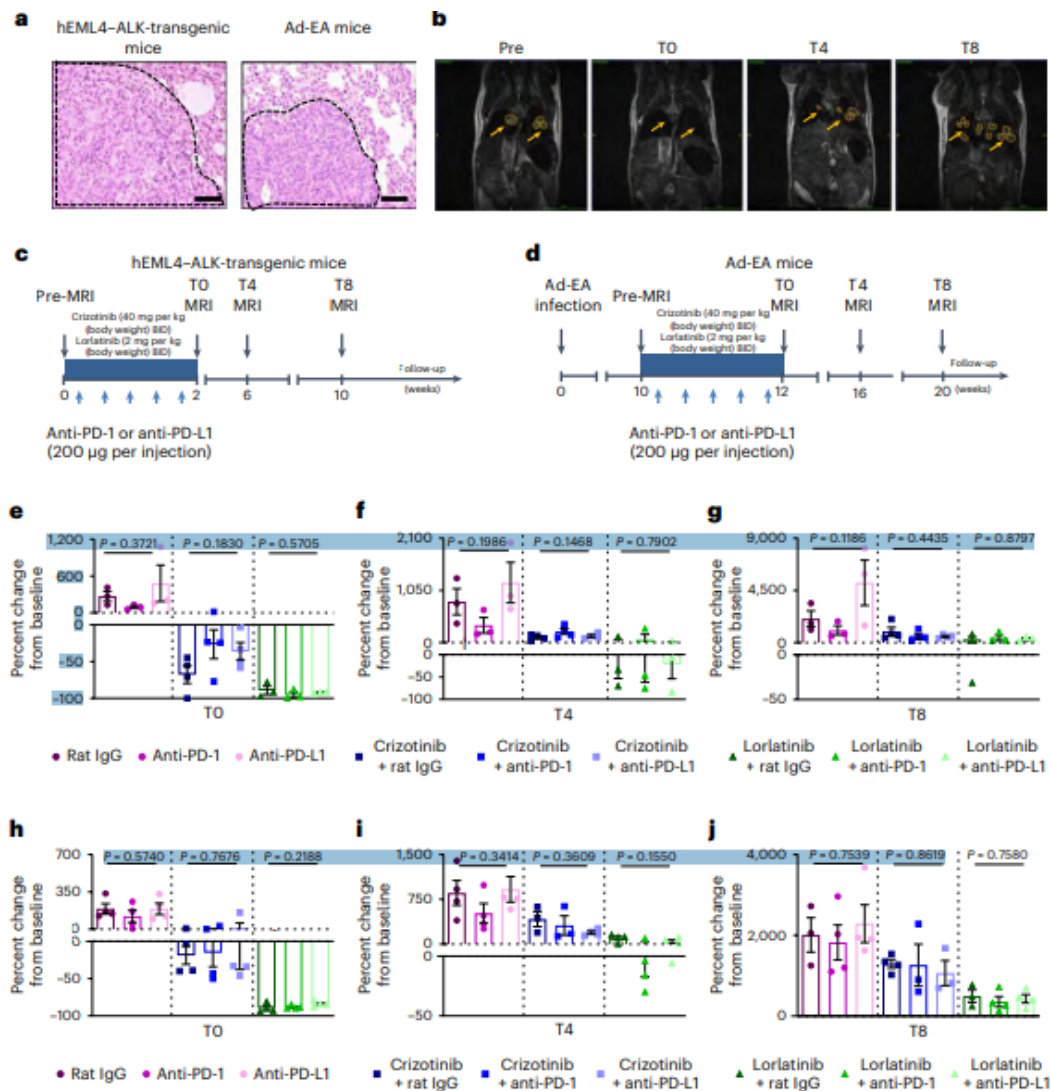 a
hEML4–ALK-transgenic mice
Ad-EA mice
b
Pre
T0
T4
T8
c
hEML4–ALK-transgenic mice
Pre-MRI
T0
MRI
T4
MRI
T8
MRI
Crizotinib (40 mg per kg
(body weight) BID)
Lorlatinib (2 mg per kg
(body weight) BID)
Follow-up
(weeks)
0
2
6
10
Anti-PD-1 or anti-PD-L1
(200 µg per injection)
d
Ad-EA mice
Ad-EA
infection
Pre-MRI
T0
MRI
T4
MRI
T8
MRI
Crizotinib (40 mg per kg
(body weight) BID)
Lorlatinib (2 mg per kg
(body weight) BID)
Follow-up
(weeks)
0
10
12
16
20
Anti-PD-1 or anti-PD-L1
(200 µg per injection)
e
Percent change
from baseline
1,200
600
0
0
−50
−100
P = 0.3721
P = 0.1830
P = 0.5705
T0
f
Percent change
from baseline
2,100
1,050
0
0
−50
−100
P = 0.1986
P = 0.1468
P = 0.7902
T4
g
Percent change
from baseline
9,000
4,500
0
0
−50
P = 0.1186
P = 0.4435
P = 0.8797
T8
Rat IgG
Anti-PD-1
Anti-PD-L1
Crizotinib
+ rat IgG
Crizotinib
+ anti-PD-1
Crizotinib
+ anti-PD-L1
Lorlatinib
+ rat IgG
Lorlatinib
+ anti-PD-1
Lorlatinib
+ anti-PD-L1
h
Percent change
from baseline
700
350
0
0
−50
−100
P = 0.5740
P = 0.7676
P = 0.2188
T0
i
Percent change
from baseline
1,500
750
0
0
−50
P = 0.3414
P = 0.3609
P = 0.1550
T4
j
Percent change
from baseline
4,000
2,000
0
P = 0.7539
P = 0.8619
P = 0.7580
T8
Rat IgG
Anti-PD-1
Anti-PD-L1
Crizotinib
+ rat IgG
Crizotinib
+ anti-PD-1
Crizotinib
+ anti-PD-L1
Lorlatinib
+ rat IgG
Lorlatinib
+ anti-PD-1
Lorlatinib
+ anti-PD-L1